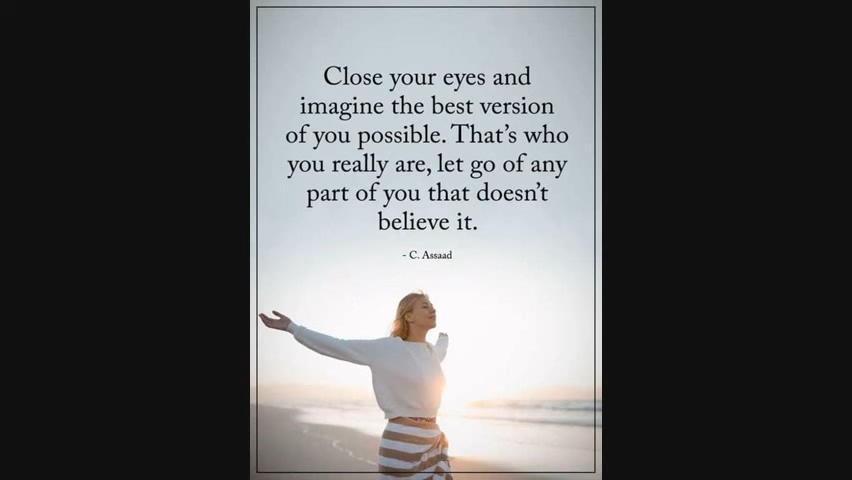 Close your eyes and
imagine the best version
of you possible. That's who
you really are, let go of any
part of you that doesn't
believe it.
- C. Assaad